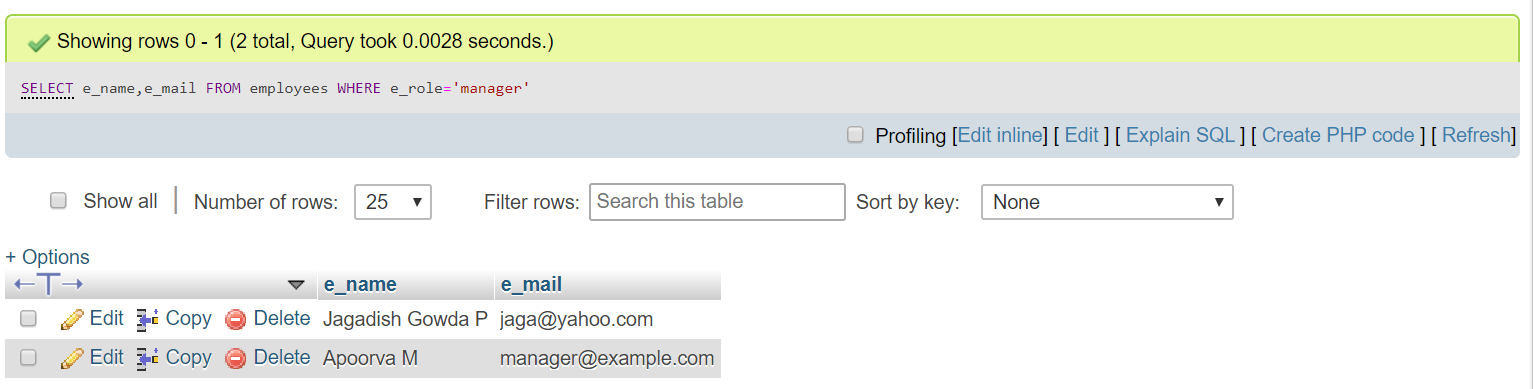 Showing rows 0 - 1 (2 total, Query took 0.0028 seconds.)
SELECT e_name,e_mail FROM employees WHERE e_role='manager'
Profiling [Edit inline] [ Edit ] [ Explain SQL ] [ Create PHP code ] [ Refresh]
Show all | Number of rows: 25 Filter rows: Search this table Sort by key: None
+ Options
←T→ e_name e_mail
Edit Copy Delete Jagadish Gowda P jaga@yahoo.com
Edit Copy Delete Apoorva M manager@example.com